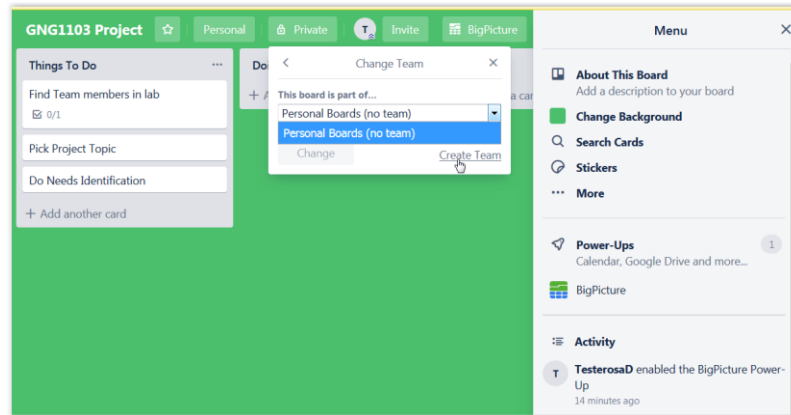 GNG1103 Project
Personal
Private
T
Invite
BigPicture
Things To Do
Find Team members in lab
0/1
Pick Project Topic
Do Needs Identification
+ Add another card
Change Team
This board is part of...
Personal Boards (no team)
Personal Boards (no team)
Change
Create Team
Menu
About This Board
Add a description to your board
Change Background
Search Cards
Stickers
More
Power-Ups
1
Calendar, Google Drive and more...
BigPicture
Activity
T
TesterosaD enabled the BigPicture Power-
Up
14 minutes ago